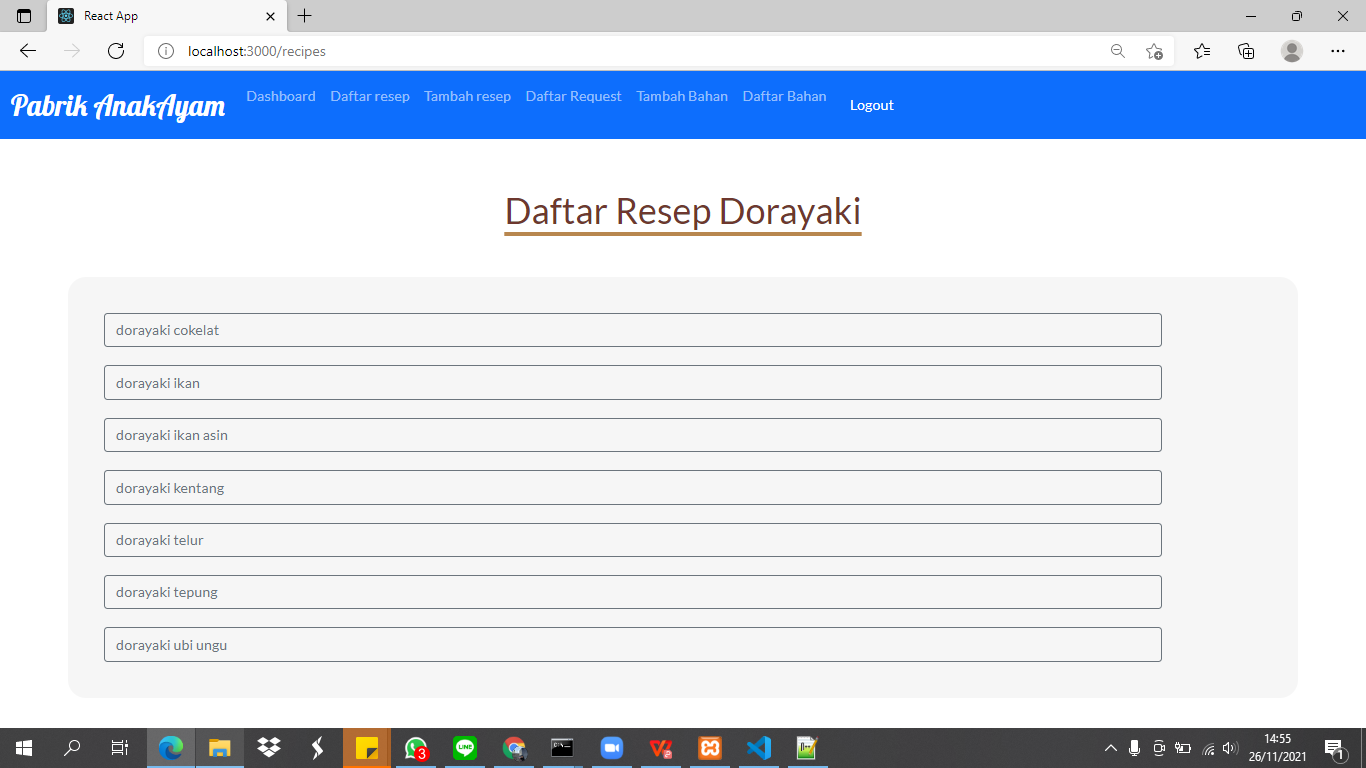 React App
localhost:3000/recipes
Pabrik AnakAyam Dashboard Daftar resep Tambah resep Daftar Request Tambah Bahan Daftar Bahan Logout
Daftar Resep Dorayaki
dorayaki cokelat
dorayaki ikan
dorayaki ikan asin
dorayaki kentang
dorayaki telur
dorayaki tepung
dorayaki ubi ungu
3
LINE
14:55
26/11/2021
1